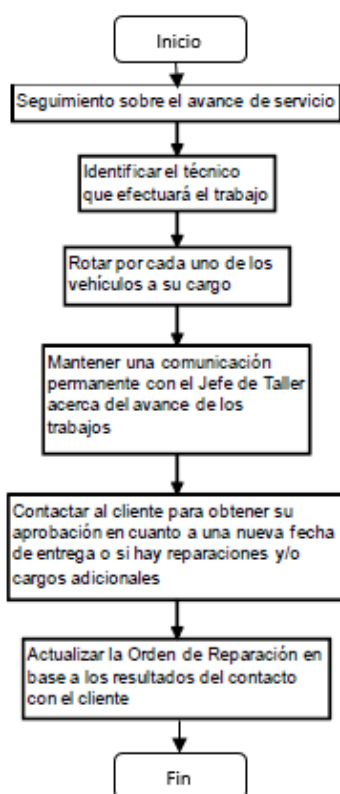 Inicio
Seguimiento sobre el avance de servicio
Identificar el técnico
que efectuará el trabajo
Rotar por cada uno de los
vehículos a su cargo
Mantener una comunicación
permanente con el Jefe de Taller
acerca del avance de los
trabajos
Contactar al cliente para obtener su
aprobación en cuanto a una nueva fecha
de entrega o si hay reparaciones y/o
cargos adicionales
Actualizar la Orden de Reparación en
base a los resultados del contacto
con el cliente
Fin